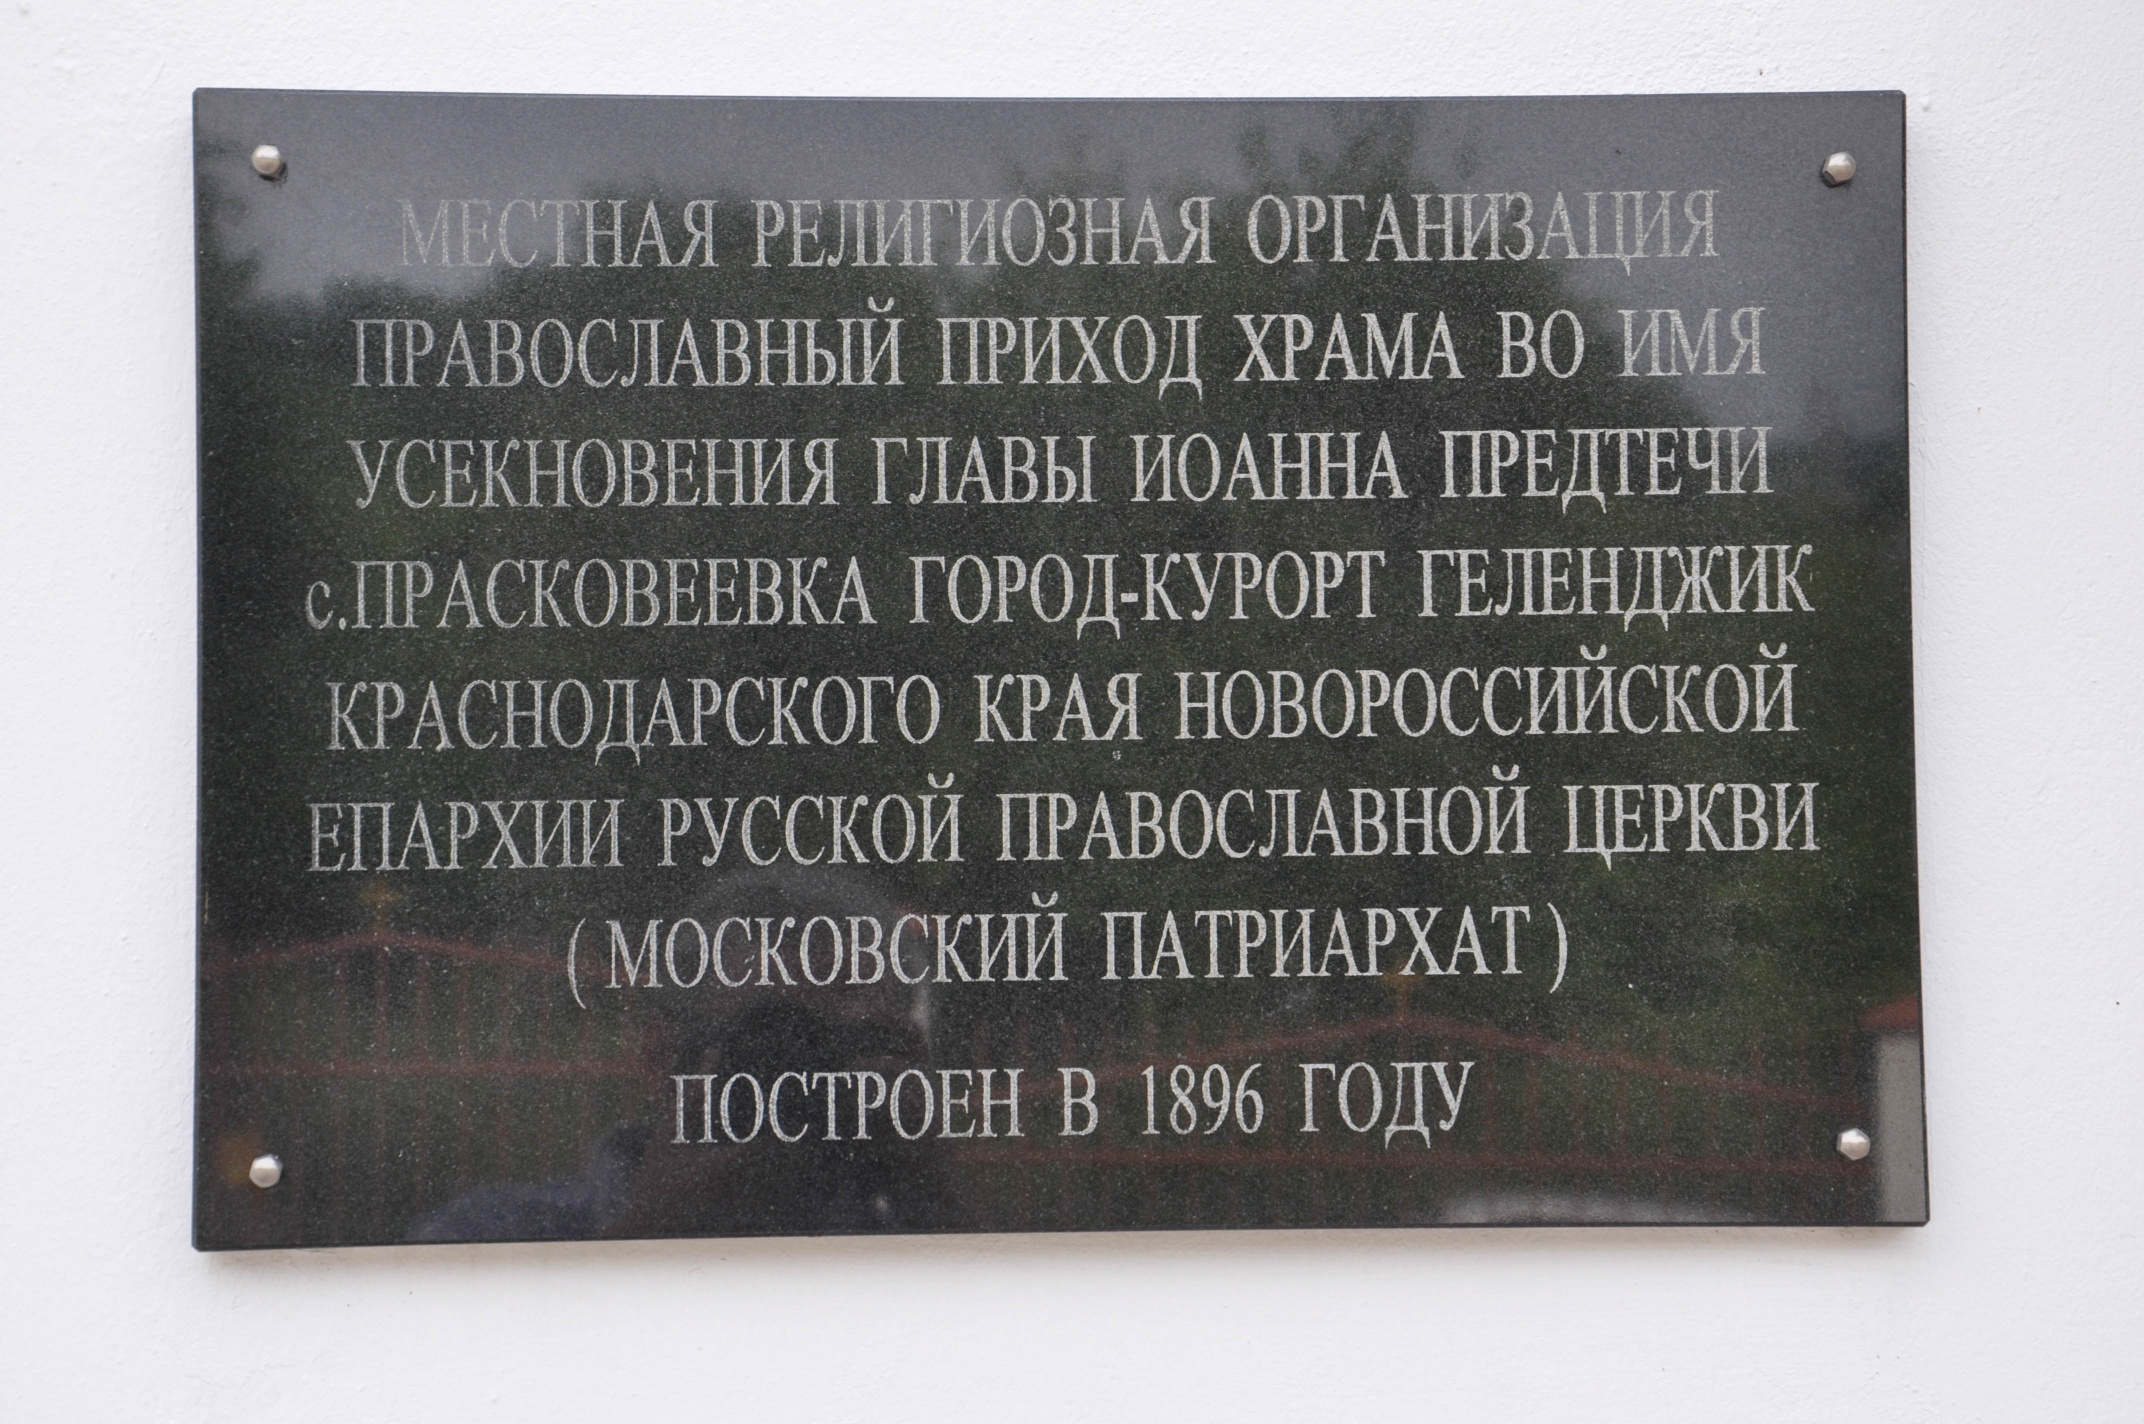 МЕСТНАЯ РЕЛИГИОЗНАЯ ОРГАНИЗАЦИЯ
ПРАВОСЛАВНЫЙ ПРИХОД ХРАМА ВО ИМЯ
УСЕКНОВЕНИЯ ГЛАВЫ ИОАННА ПРЕДТЕЧИ
с.ПРАСКОВЕЕВКА ГОРОД-КУРОРТ ГЕЛЕНДЖИК
КРАСНОДАРСКОГО КРАЯ НОВОРОССИЙСКОЙ
ЕПАРХИИ РУССКОЙ ПРАВОСЛАВНОЙ ЦЕРКВИ
( МОСКОВСКИЙ ПАТРИАРХАТ )
ПОСТРОЕН В 1896 ГОДУ